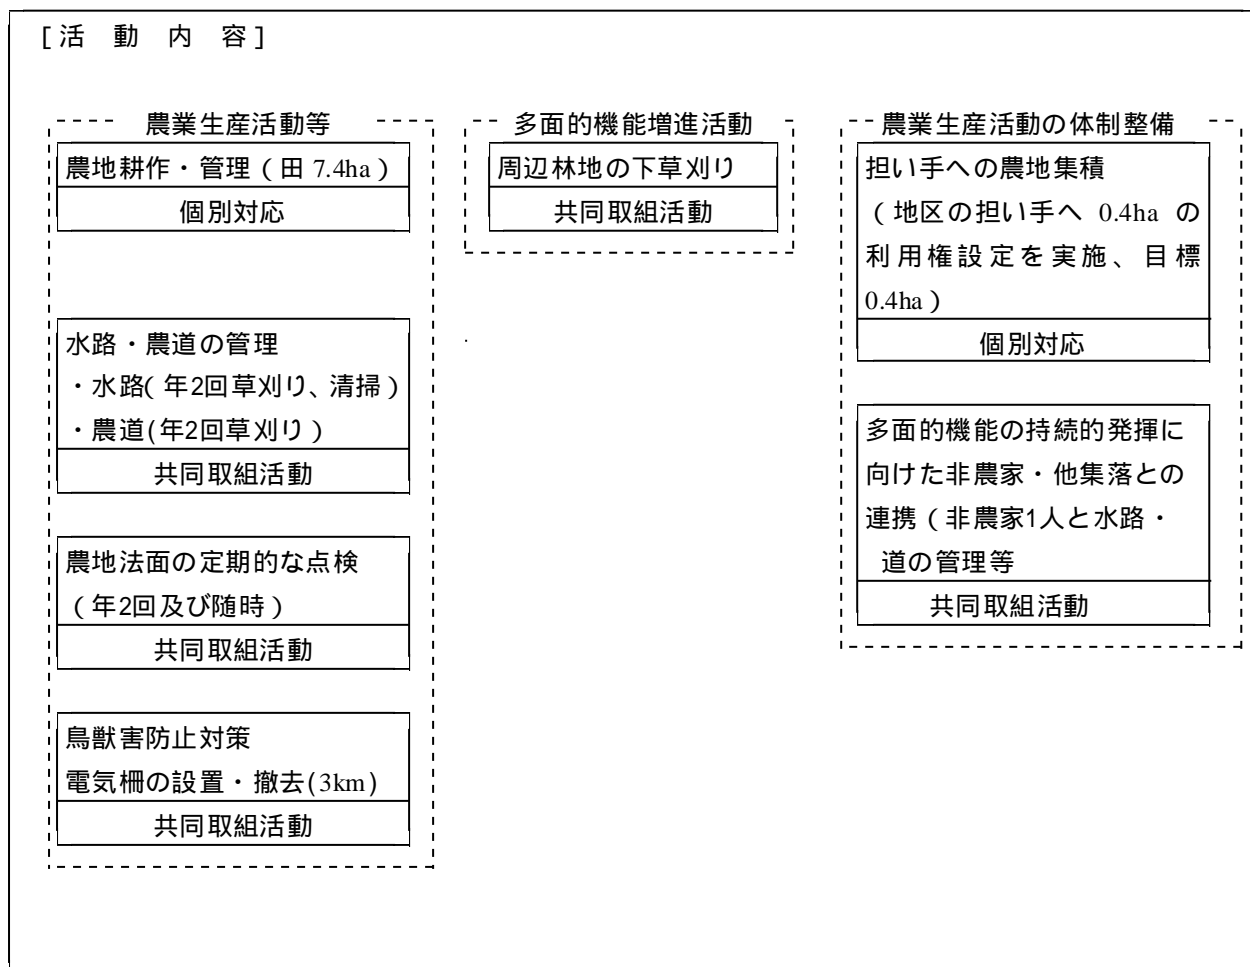 [活 動 内 容]
農業生産活動等
農地耕作・管理（田 7.4ha）
個別対応
水路・農道の管理
・水路(年2回草刈り、清掃）
・農道(年2回草刈り）
共同取組活動
農地法面の定期的な点検
（年2回及び随時）
共同取組活動
鳥獣害防止対策
電気柵の設置・撤去(3km)
共同取組活動
多面的機能増進活動
周辺林地の下草刈り
共同取組活動
農業生産活動の体制整備
担い手への農地集積
（地区の担い手へ 0.4ha の
利用権設定を実施、目標
0.4ha）
個別対応
多面的機能の持続的発揮に
向けた非農家・他集落との
連携（非農家1人と水路・
道の管理等
共同取組活動